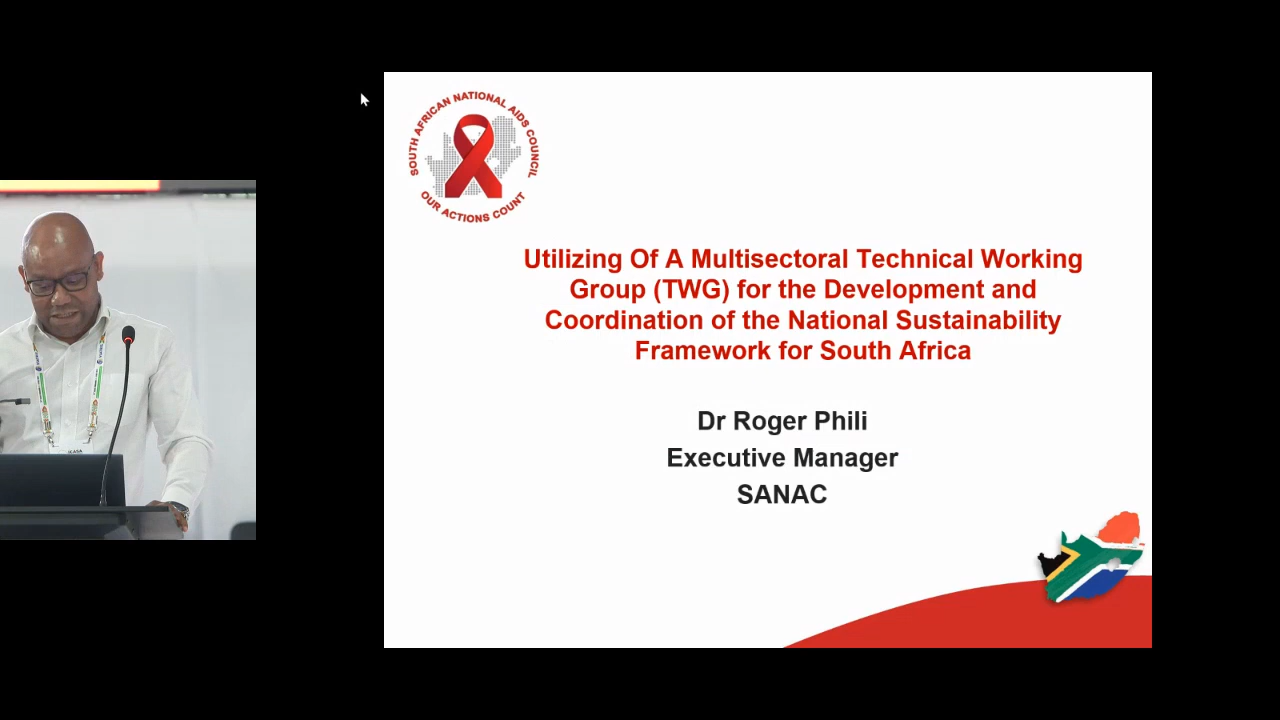 SOUTH AFRICAN NATIONAL AIDS COUNCIL
OUR ACTIONS COUNT
Utilizing Of A Multisectoral Technical Working
Group (TWG) for the Development and
Coordination of the National Sustainability
Framework for South Africa
Dr Roger Phili
Executive Manager
SANAC